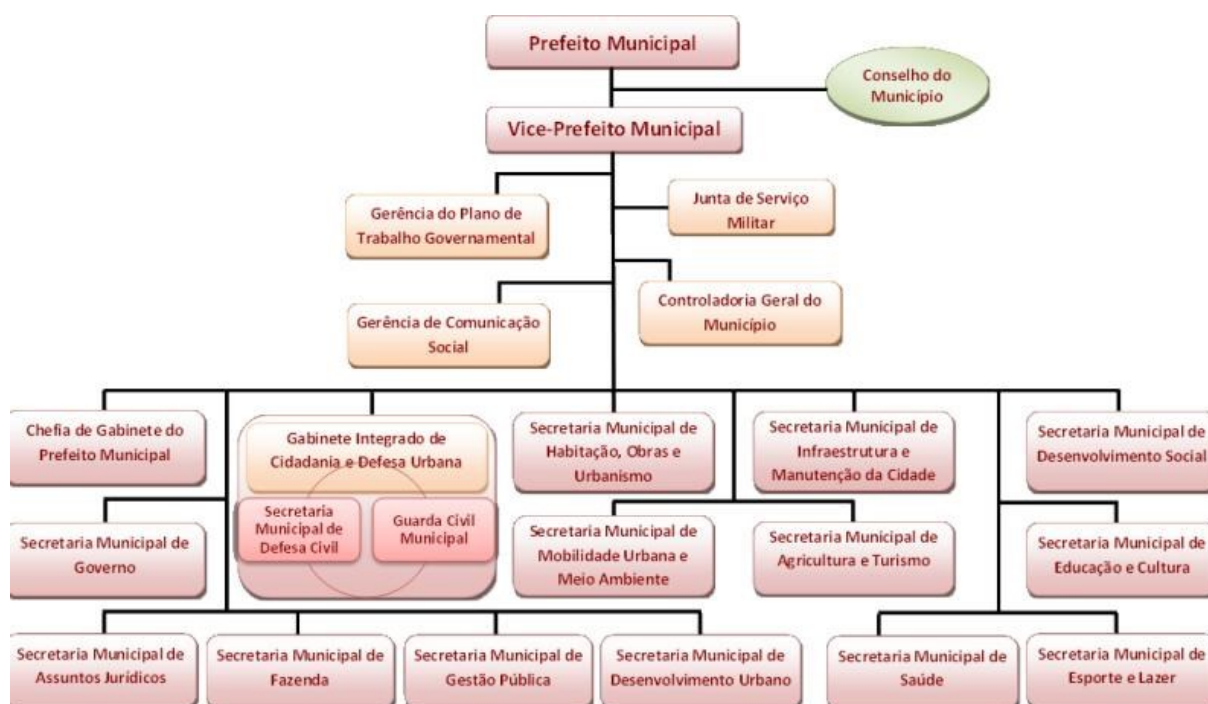 Prefeito Municipal
Conselho do
Município
Vice-Prefeito Municipal
Gerência do Plano de
Trabalho Governamental
Junta de Serviço
Militar
Gerência de Comunicação
Social
Controladoria Geral do
Município
Chefia de Gabinete do
Prefeito Municipal
Gabinete Integrado de
Cidadania e Defesa Urbana
Secretaria
Municipal de
Defesa Civil
Guarda Civil
Municipal
Secretaria Municipal de
Habitação, Obras e
Urbanismo
Secretaria Municipal de
Infraestrutura e
Manutenção da Cidade
Secretaria Municipal de
Desenvolvimento Social
Secretaria Municipal de
Governo
Secretaria Municipal de
Mobilidade Urbana e
Meio Ambiente
Secretaria Municipal de
Agricultura e Turismo
Secretaria Municipal de
Educação e Cultura
Secretaria Municipal de
Assuntos Jurídicos
Secretaria Municipal de
Fazenda
Secretaria Municipal de
Gestão Pública
Secretaria Municipal de
Desenvolvimento Urbano
Secretaria Municipal de
Saúde
Secretaria Municipal de
Esporte e Lazer